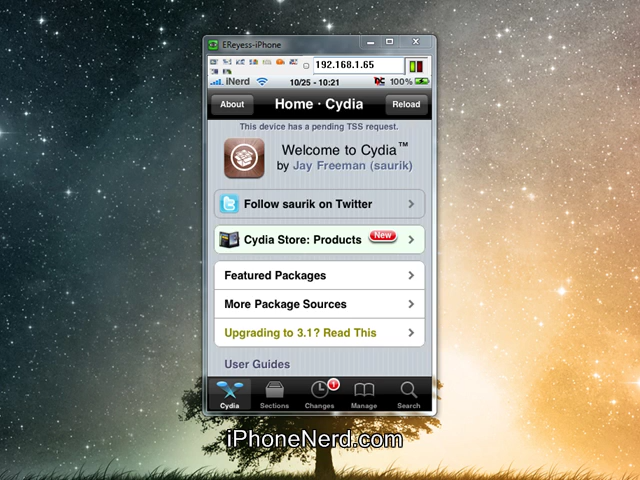 EReyess-iPhone
192.168.1.65
iNerd
10/25 - 10:21
100%
About
Home · Cydia
Reload
This device has a pending TSS request.
Welcome to Cydia™
by Jay Freeman (saurik)
Follow saurik on Twitter
Cydia Store: Products
New
Featured Packages
More Package Sources
Upgrading to 3.1? Read This
User Guides
1
Cydia
Sections
Changes
Manage
Search
iPhoneNerd.com